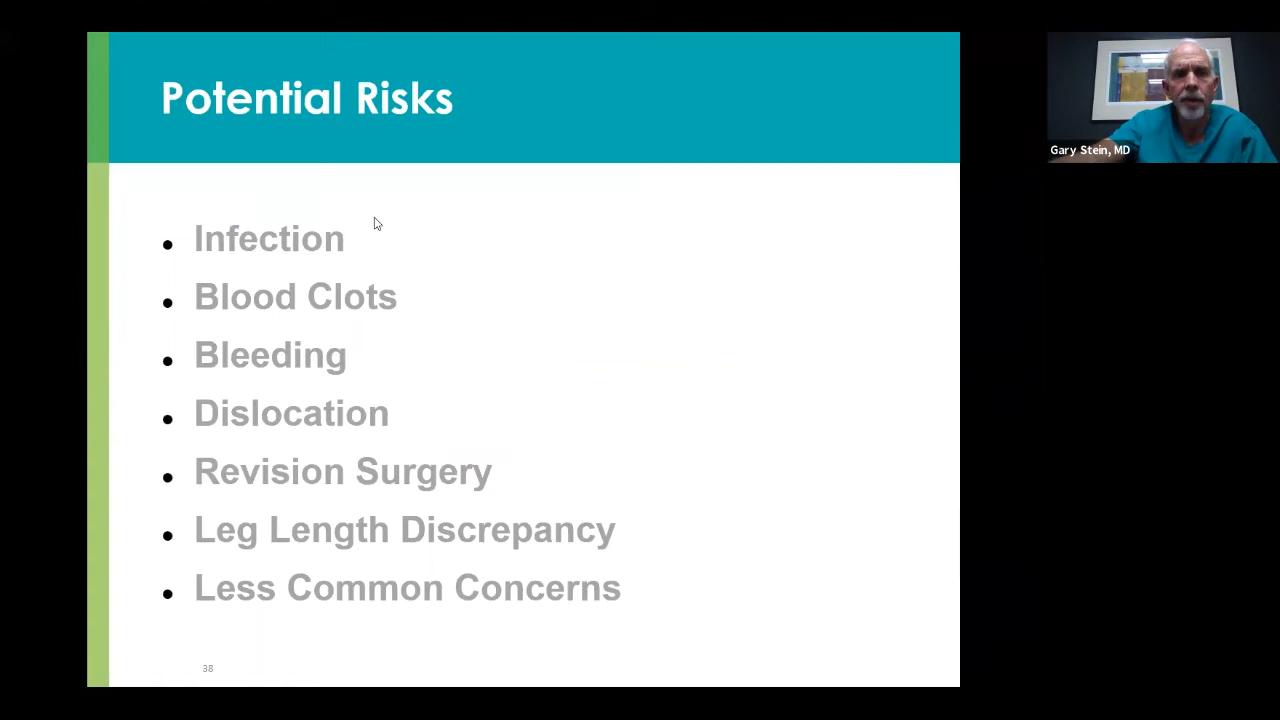 Potential Risks
Gary Stein, MD
Infection
Blood Clots
Bleeding
Dislocation
Revision Surgery
Leg Length Discrepancy
Less Common Concerns
38